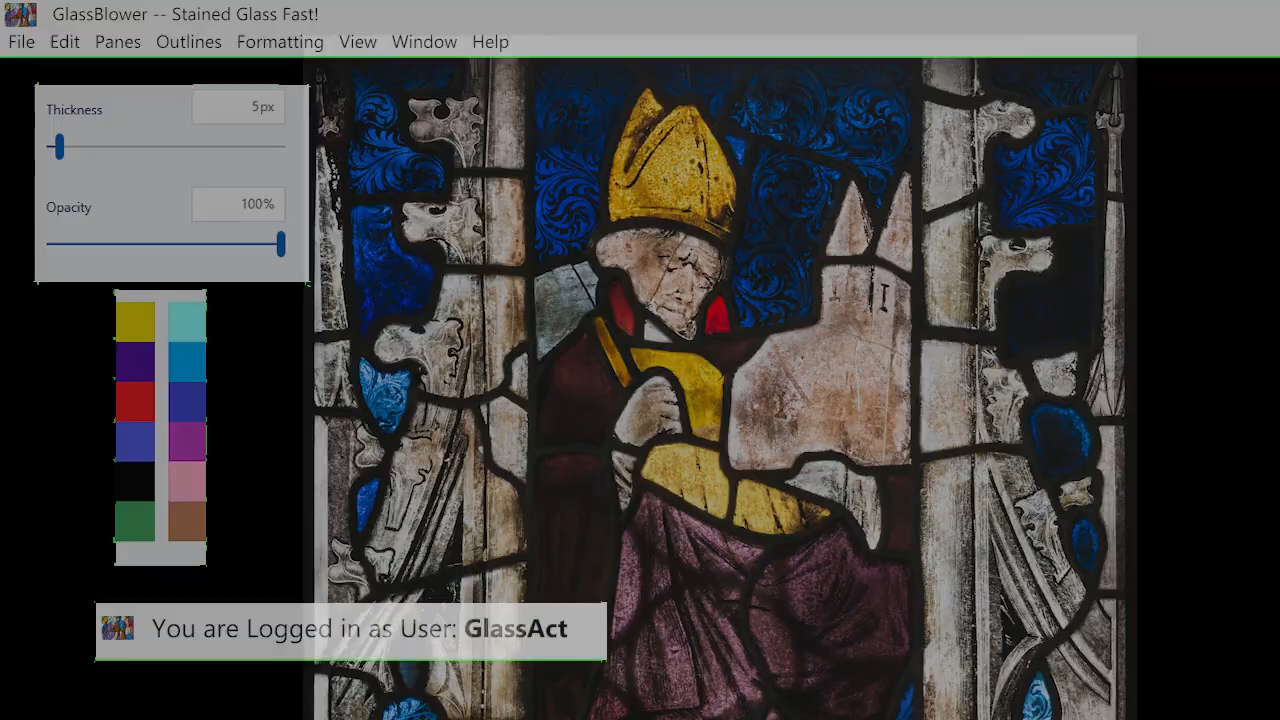 GlassBlower -- Stained Glass Fast!
File Edit Panes Outlines Formatting View Window Help
Thickness 5px
Opacity 100%
You are Logged in as User: GlassAct